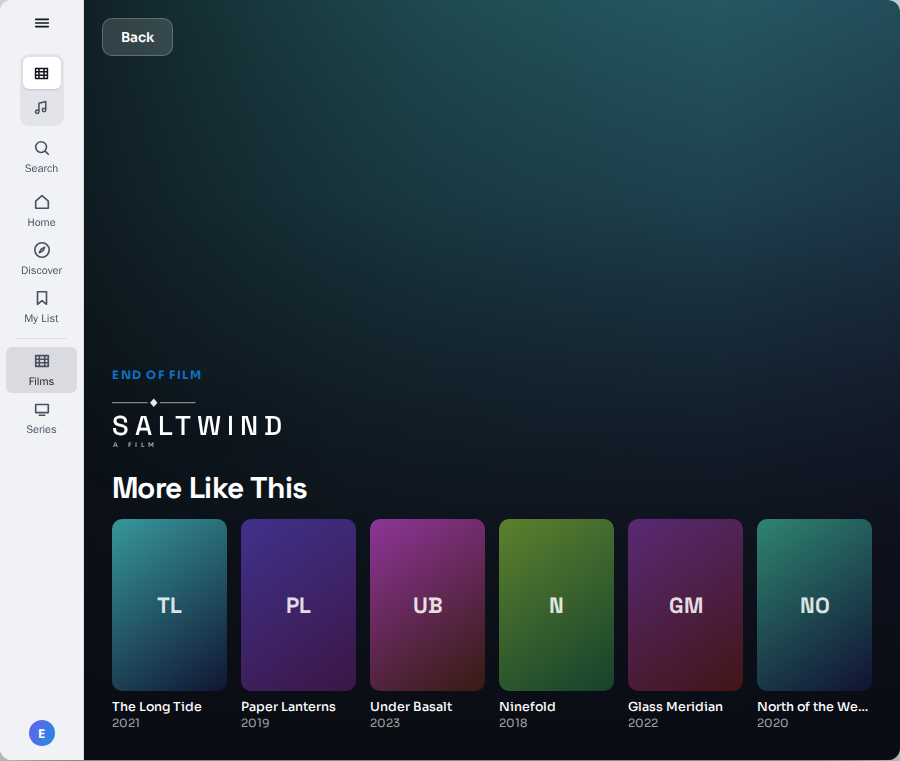 Back
Search
Home
Discover
My List
Films
Series
E
END OF FILM
SALTWIND
A FILM
More Like This
TL
PL
UB
N
GM
NO
The Long Tide
Paper Lanterns
Under Basalt
Ninefold
Glass Meridian
North of the We...
2021
2019
2023
2018
2022
2020